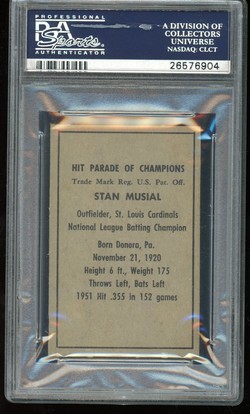 PROFESSIONAL
PSA
Sports
AUTHENTICATOR
A DIVISION OF
COLLECTORS
UNIVERSE
NASDAQ: CLCT
26576904
HIT PARADE OF CHAMPIONS
Trade Mark Reg. U.S. Pat. Off.
STAN MUSIAL
Outfielder, St. Louis Cardinals
National League Batting Champion
Born Donora, Pa.
November 21, 1920
Height 6 ft., Weight 175
Throws Left, Bats Left
1951 Hit .355 in 152 games